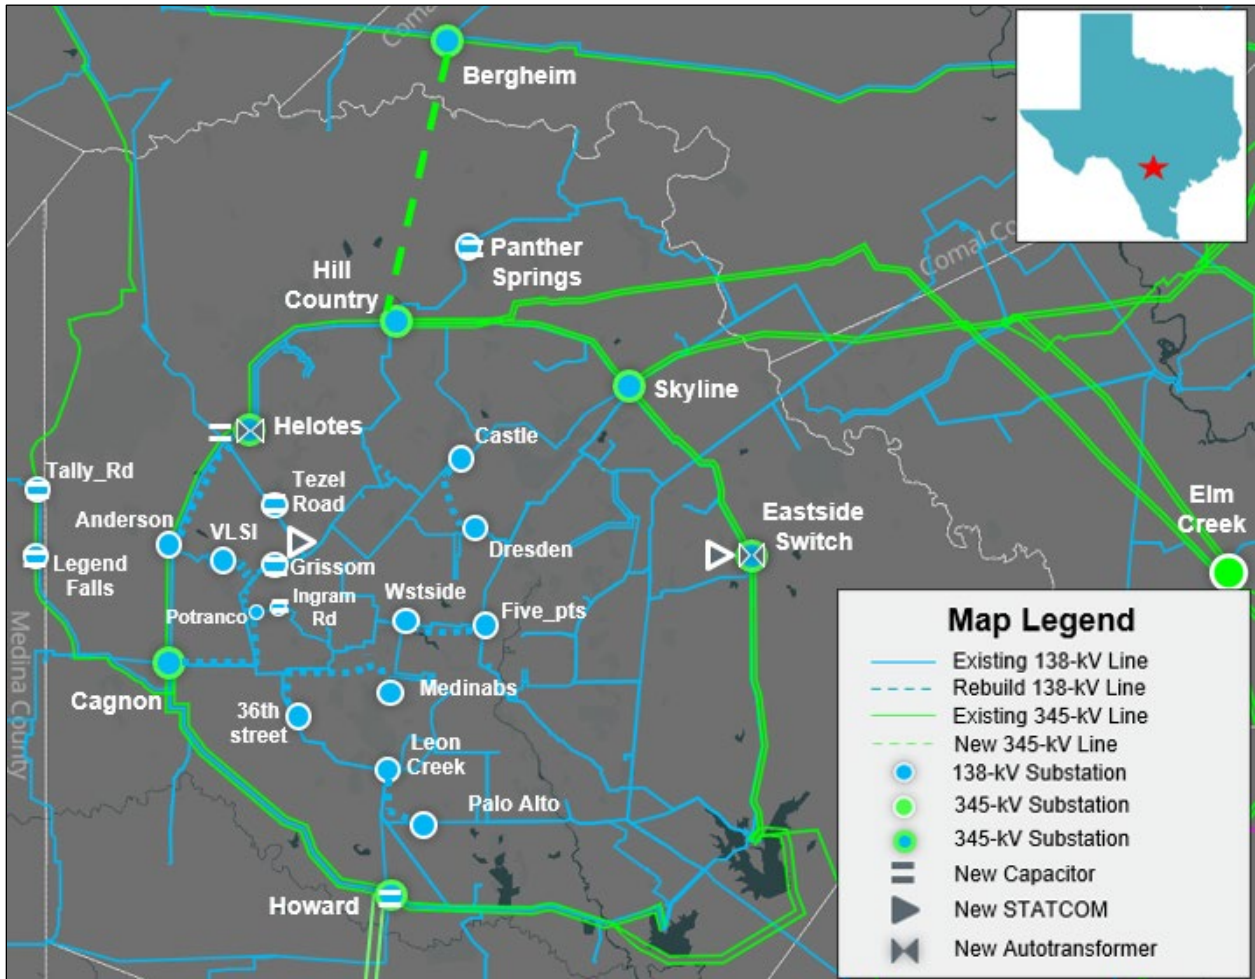 Comal County
Bergheim
Panther
Springs
Hill
Country
Comal Co
Skyline
Helotes
Castle
Tally_Rd
Tezel
Road
Elm
Creek
Anderson
VLSI
Eastside
Switch
Dresden
Legend
Falls
Grissom
Ingram
Rd
Wstside
Five_pts
Potranco
Medina County
Cagnon
Medinabs
36th
street
Leon
Creek
Palo Alto
Howard
Map Legend
Existing 138-kV Line
Rebuild 138-kV Line
Existing 345-kV Line
New 345-kV Line
138-kV Substation
345-kV Substation
345-kV Substation
New Capacitor
New STATCOM
New Autotransformer